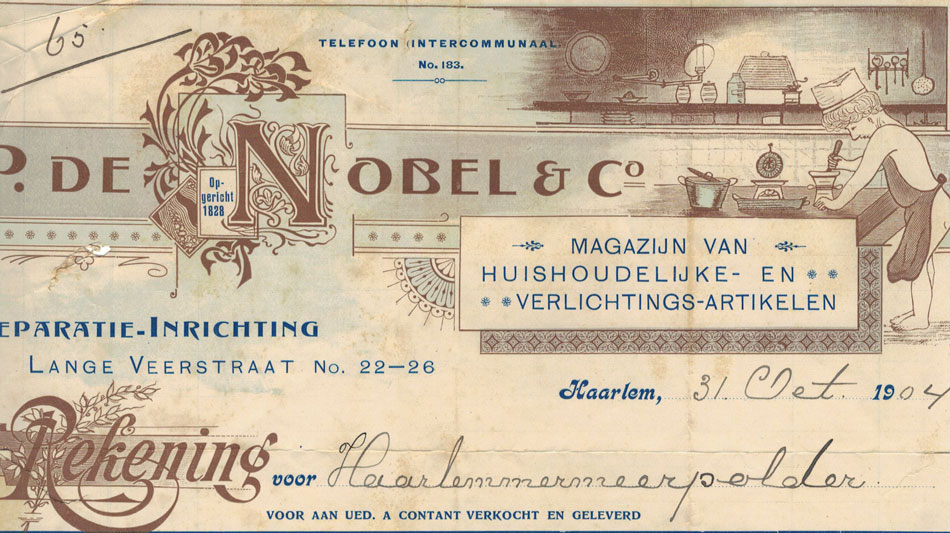 65
TELEFOON (INTERCOMMUNAAL)
No. 183.
P. DE NOBEL & Co
Op-
gericht
1828
MAGAZIJN VAN
HUISHOUDELIJKE- EN
VERLICHTINGS-ARTIKELEN
EPARATIE-INRICHTING
LANGE VEERSTRAAT No. 22-26
Haarlem, 31 Oct. 1904
Rekening voor Haarlemmermeerpolder
VOOR AAN UED. A CONTANT VERKOCHT EN GELEVERD